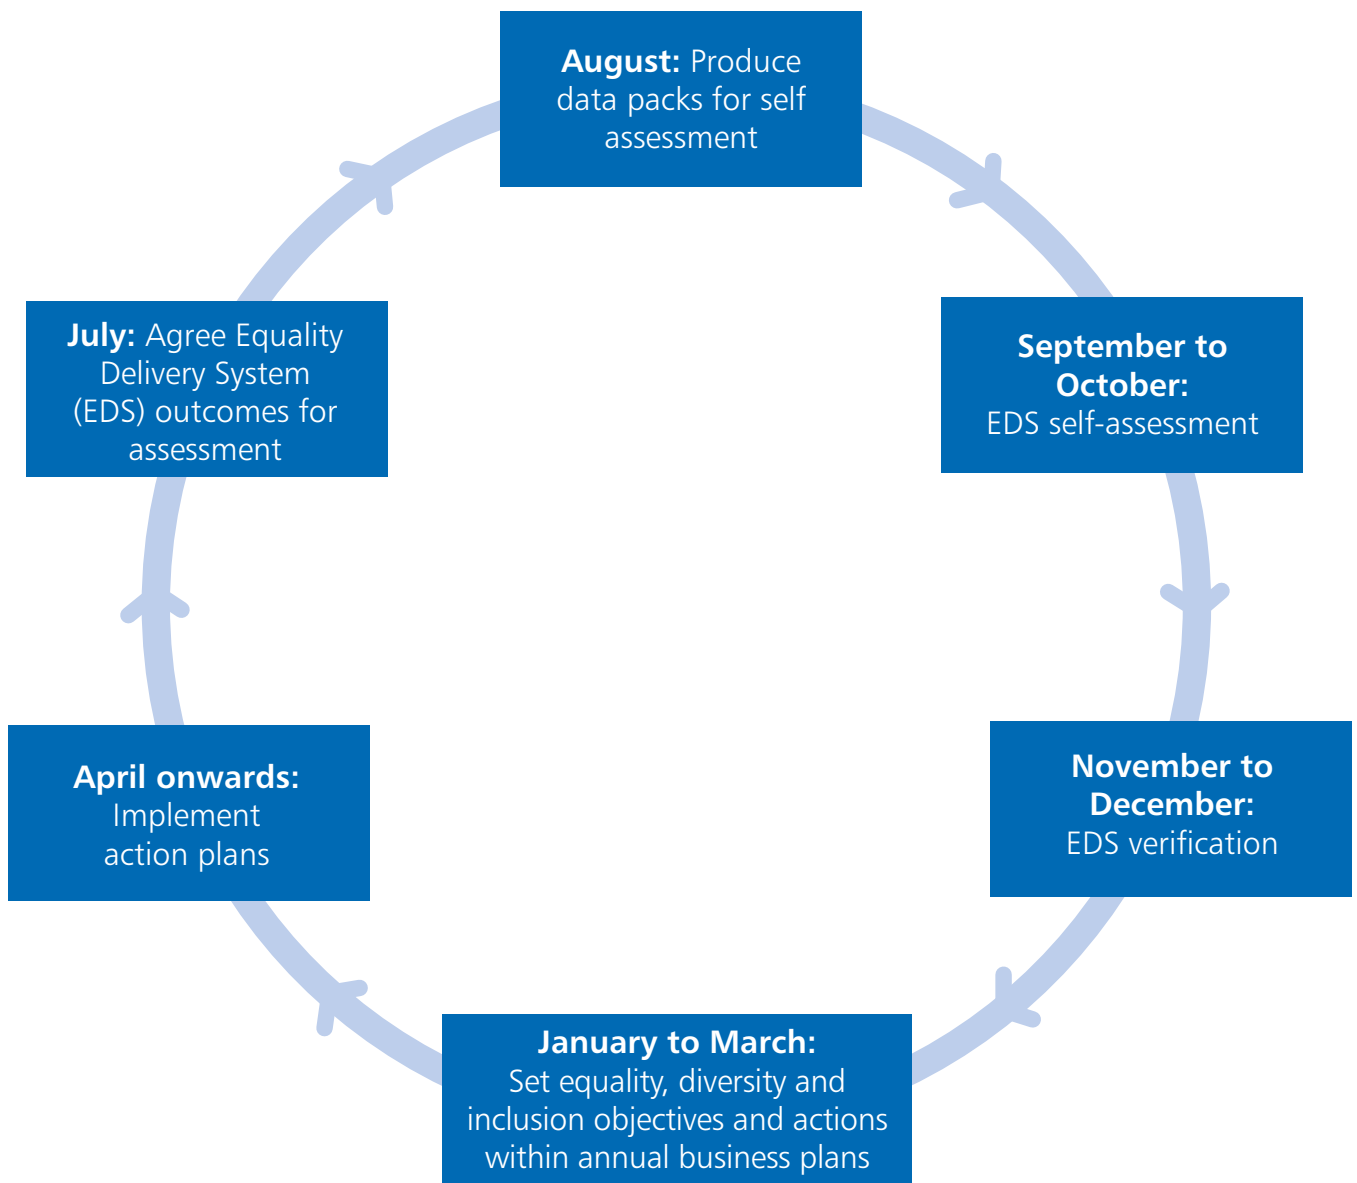 August: Produce
data packs for self
assessment
September to
October:
EDS self-assessment
November to
December:
EDS verification
January to March:
Set equality, diversity and
inclusion objectives and actions
within annual business plans
April onwards:
Implement
action plans
July: Agree Equality
Delivery System
(EDS) outcomes for
assessment